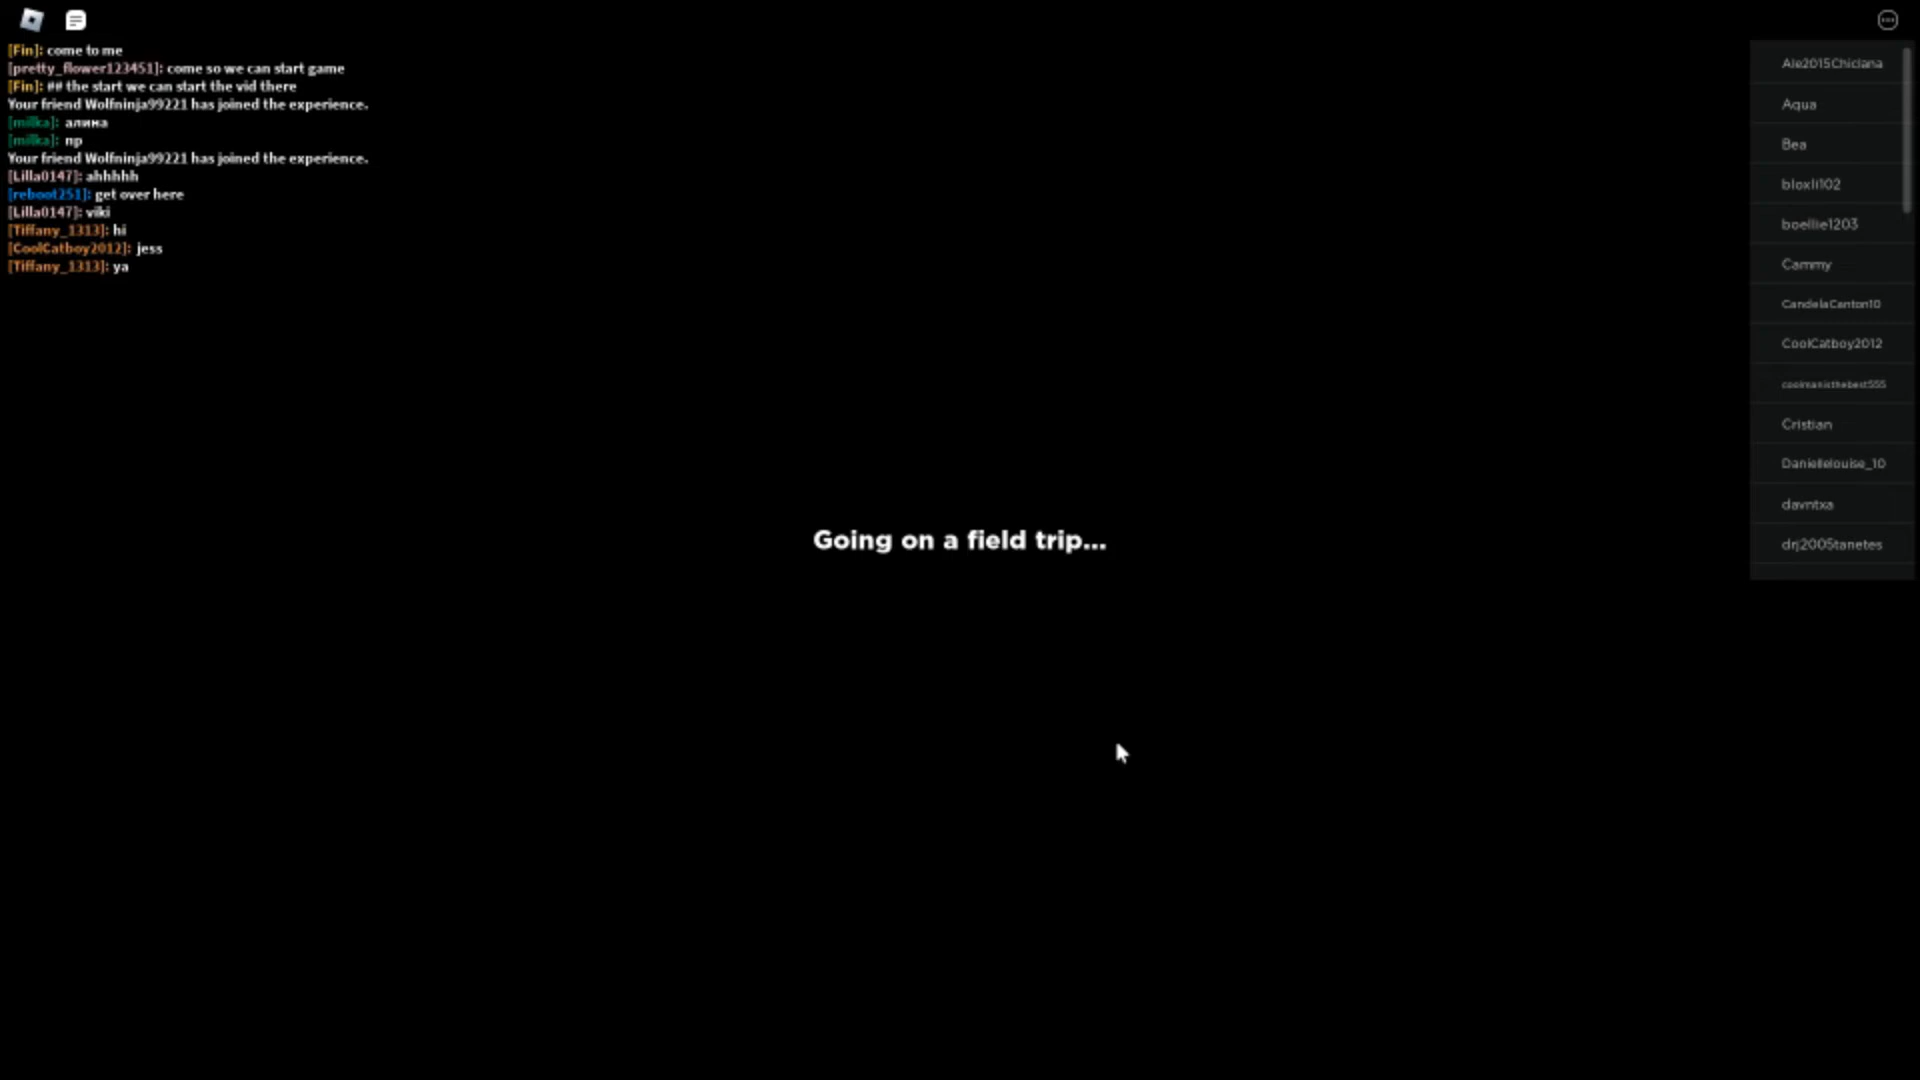 [Fin]: come to me
[pretty_flower123451]: come so we can start game
[Fin]: ## the start we can start the vid there
Your friend Wolfninja99221 has joined the experience.
[milka]: алина
[milka]: пр
Your friend Wolfninja99221 has joined the experience.
[Lilla0147]: ahhhhh
[reboot251]: get over here
[Lilla0147]: viki
[Tiffany_1313]: hi
[CoolCatboy2012]: jess
[Tiffany_1313]: ya
Going on a field trip...
Ale2015Chiclana
Aqua
Bea
bloxli102
boellie1203
Cammy
CandelaCanton10
CoolCatboy2012
coolmanisthebest555
Cristian
Daniellelouise_10
davntxa
drj2005tanetes